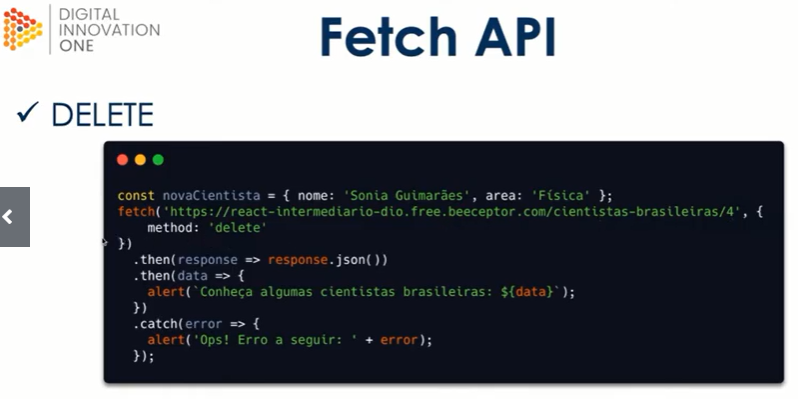 DIGITAL
INNOVATION
ONE
Fetch API
✓ DELETE
const novaCientista = { nome: 'Sonia Guimarães', area: 'Física' };
fetch('https://react-intermediario-dio.free.beeceptor.com/cientistas-brasileiras/4', {
    method: 'delete'
})
  .then(response => response.json())
  .then(data => {
    alert(`Conheça algumas cientistas brasileiras: ${data}`);
  })
  .catch(error => {
    alert('Ops! Erro a seguir: ' + error);
  });